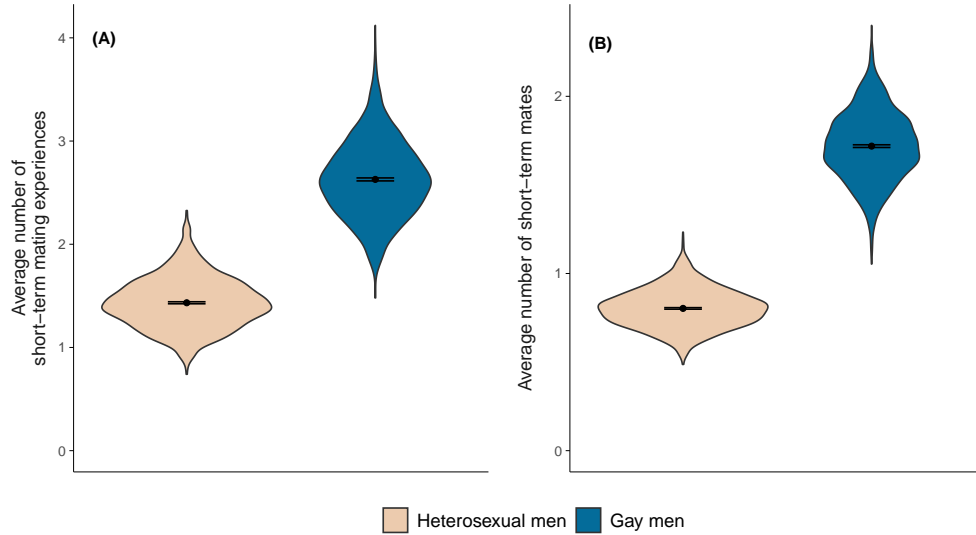 (A)
4
3
2
1
0
Average number of
short−term mating experiences
(B)
2
1
0
Average number of short−term mates
Heterosexual men
Gay men